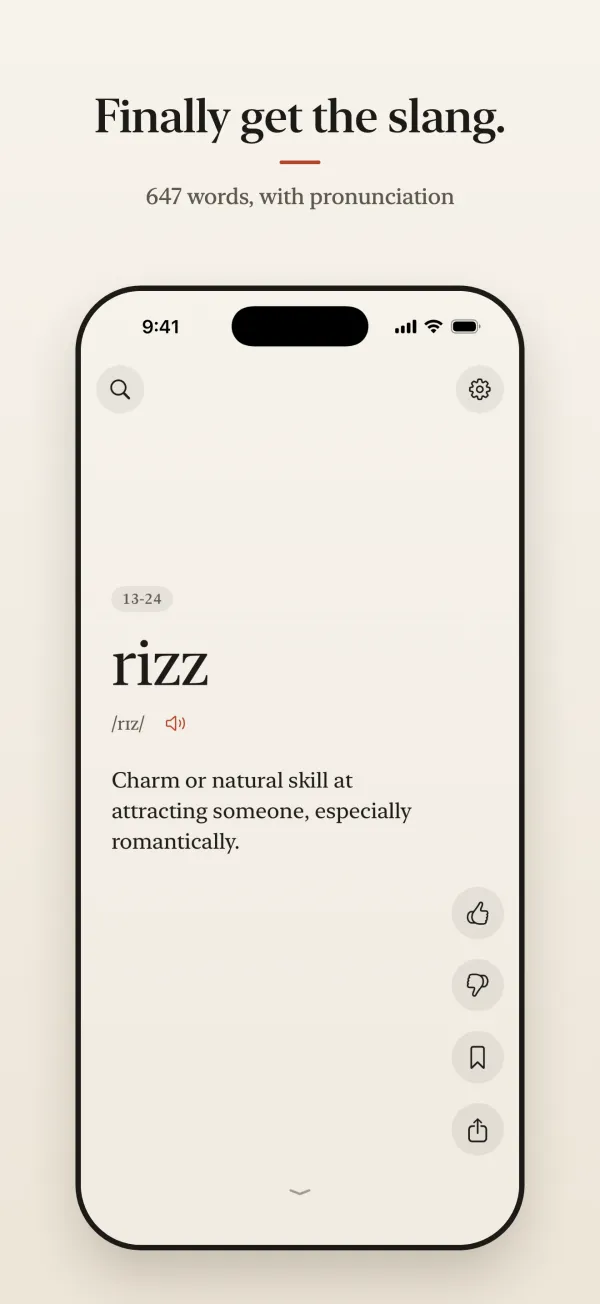 Finally get the slang.
647 words, with pronunciation
9:41
13-24
rizz
/rɪz/
Charm or natural skill at
attracting someone, especially
romantically.